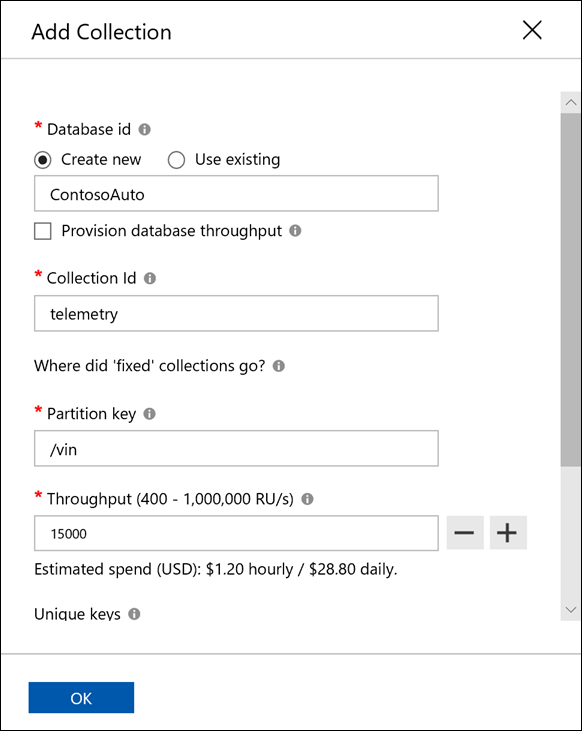 Add Collection
* Database id
Create new Use existing
ContosoAuto
Provision database throughput
* Collection Id
telemetry
Where did 'fixed' collections go?
* Partition key
/vin
* Throughput (400 - 1,000,000 RU/s)
15000
Estimated spend (USD): $1.20 hourly / $28.80 daily.
Unique keys
OK